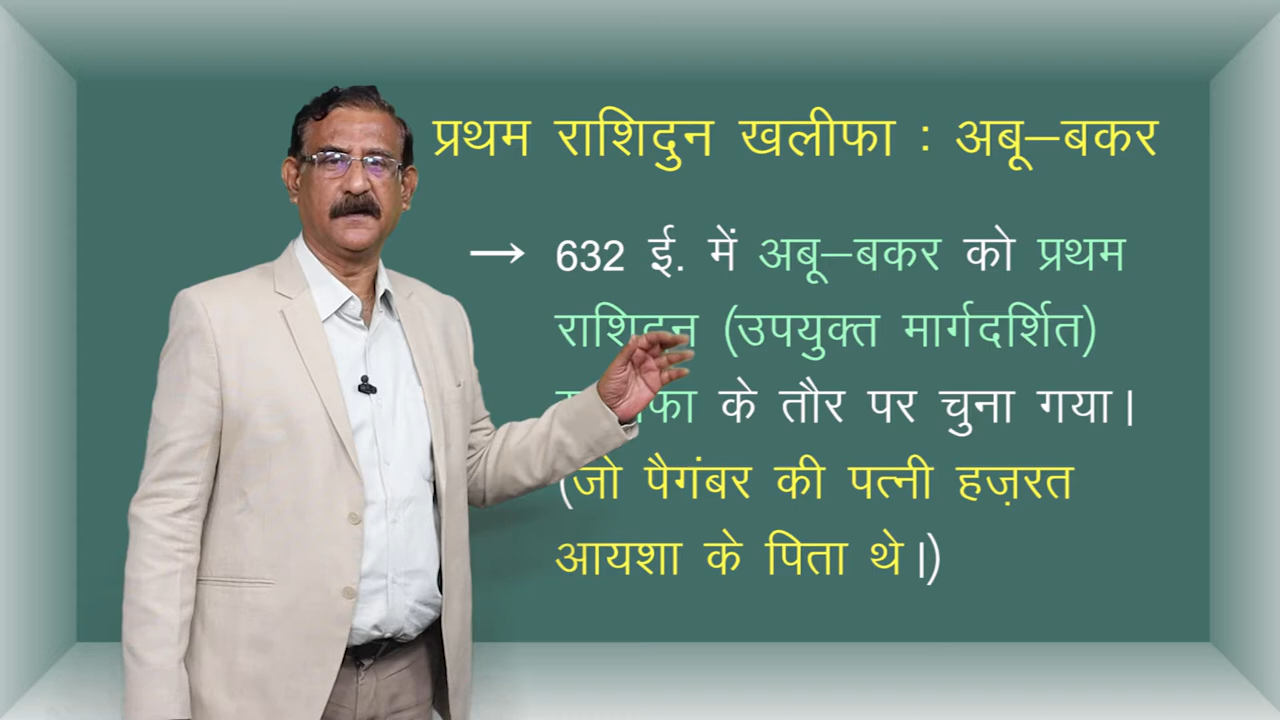 प्रथम राशिदुन खलीफा : अबू–बकर
→ 632 ई. में अबू–बकर को प्रथम
राशिदुन (उपयुक्त मार्गदर्शित)
के तौर पर चुना गया।
(जो पैगंबर की पत्नी हज़रत
आयशा के पिता थे।)